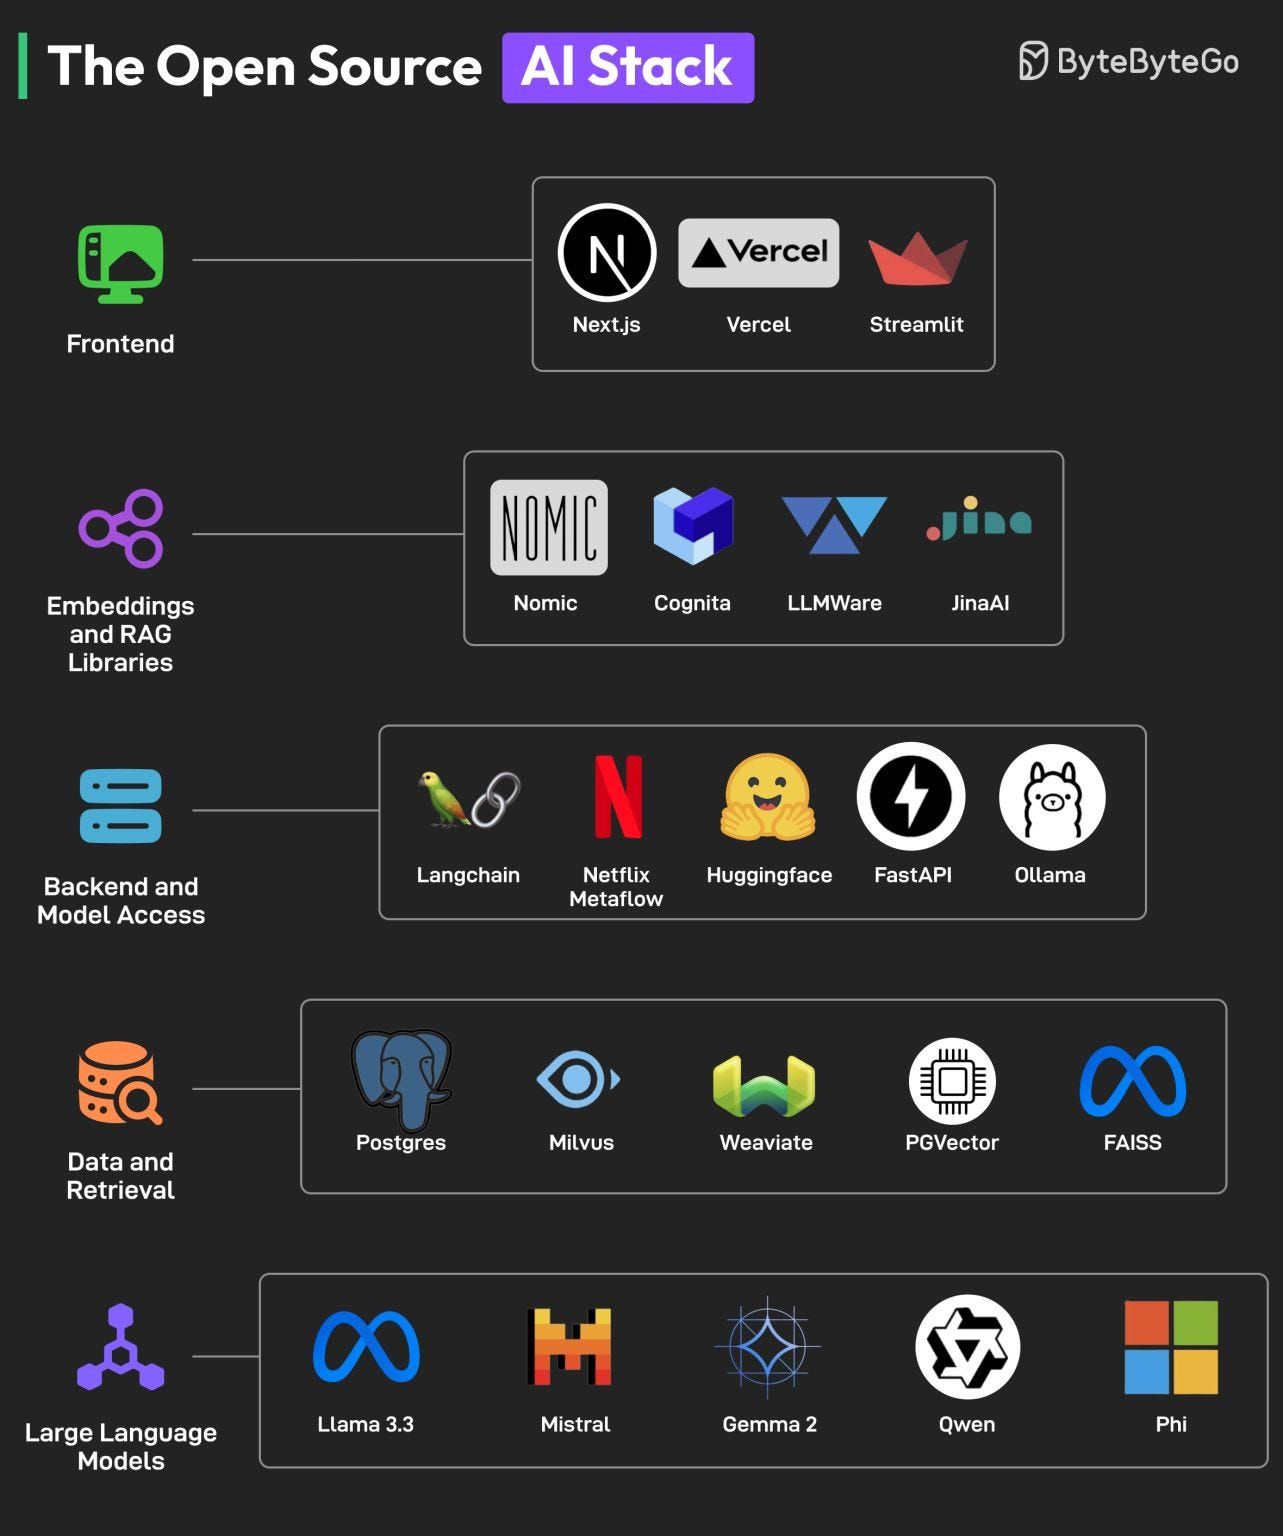 The Open Source AI Stack
ByteByteGo
Frontend
N
Vercel
Next.js
Vercel
Streamlit
Embeddings
and RAG
Libraries
NOMIC
Jina
Nomic
Cognita
LLMWare
JinaAI
Backend and
Model Access
Langchain
Netflix
Metaflow
Huggingface
FastAPI
Ollama
Data and
Retrieval
Postgres
Milvus
Weaviate
PGVector
FAISS
Large Language
Models
Llama 3.3
Mistral
Gemma 2
Qwen
Phi